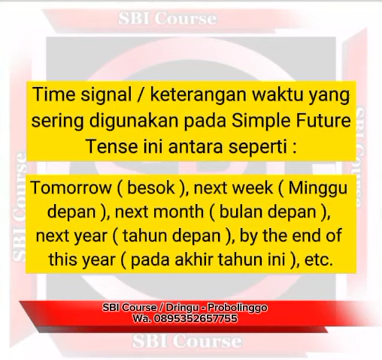 SBI Course
Time signal / keterangan waktu yang
sering digunakan pada Simple Future
Tense ini antara seperti :
Tomorrow ( besok ), next week ( Minggu
depan ), next month ( bulan depan ),
next year ( tahun depan ), by the end of
this year ( pada akhir tahun ini ), etc.
SBI Course
SBI Course
SBI Course / Dringu - Probolinggo
Wa. 0895352657755
SBI Course